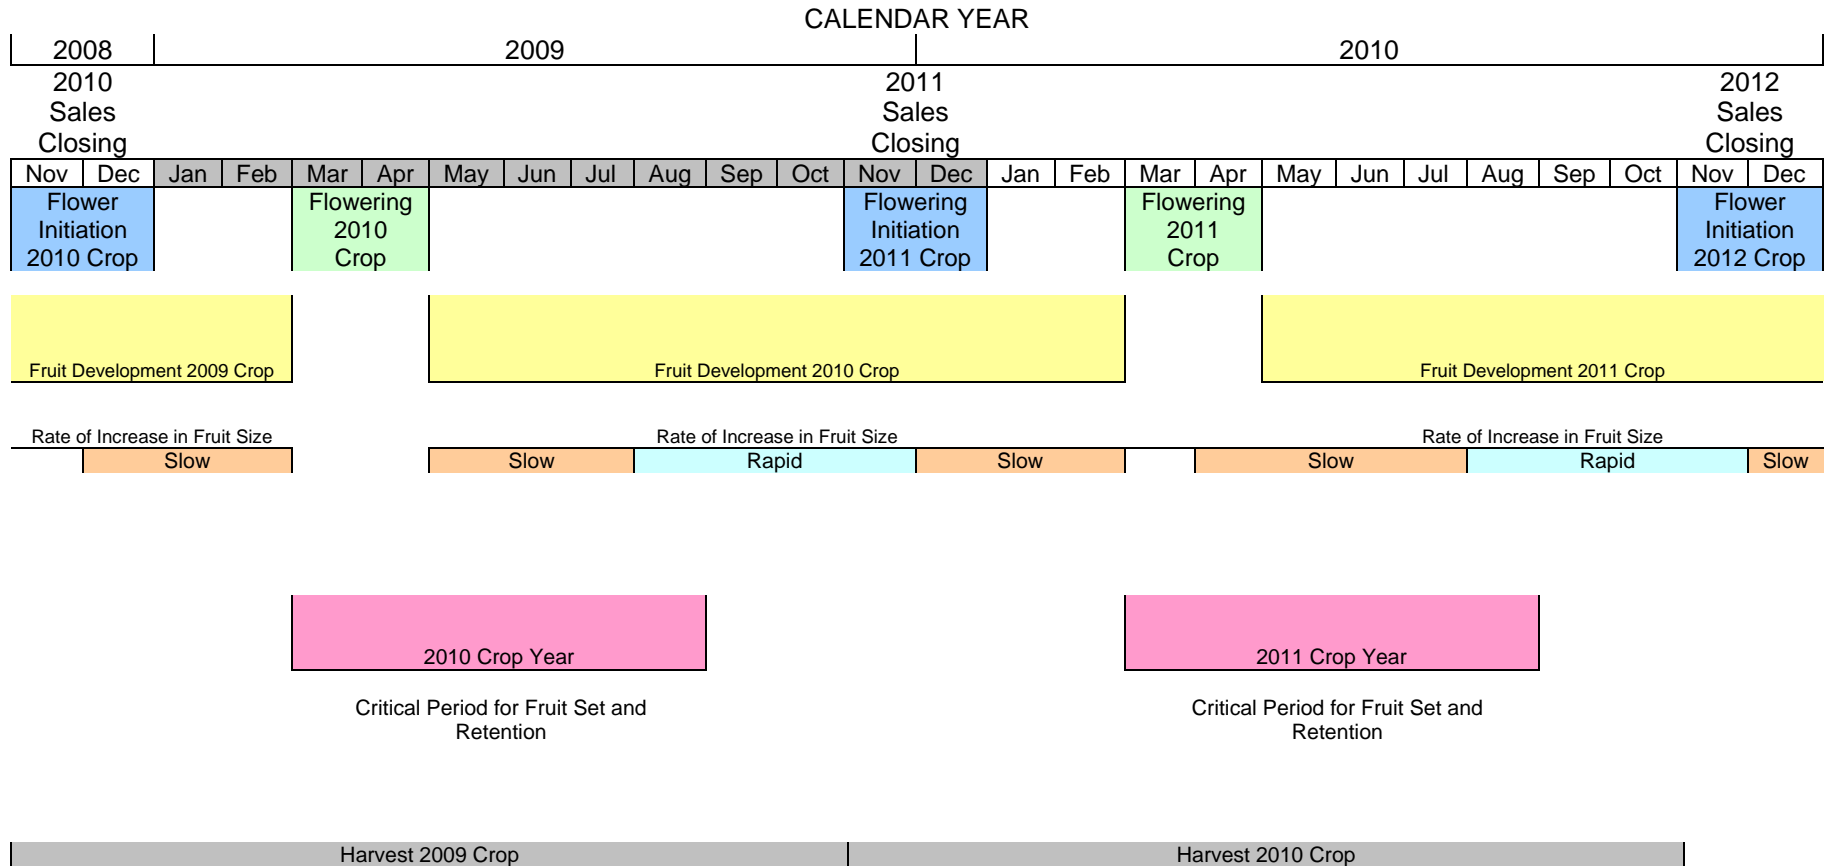 CALENDAR YEAR
2008 2009 2010
2010 2011 2012
Sales Sales Sales
Closing Closing Closing
Nov Dec Jan Feb Mar Apr May Jun Jul Aug Sep Oct Nov Dec Jan Feb Mar Apr May Jun Jul Aug Sep Oct Nov Dec
Flower Flowering Flowering Flowering Flower
Initiation 2010 Initiation 2011 Initiation
2010 Crop Crop 2011 Crop Crop 2012 Crop
Fruit Development 2009 Crop Fruit Development 2010 Crop Fruit Development 2011 Crop
Rate of Increase in Fruit Size Rate of Increase in Fruit Size Rate of Increase in Fruit Size
Slow Slow Rapid Slow Slow Rapid Slow
2010 Crop Year 2011 Crop Year
Critical Period for Fruit Set and Critical Period for Fruit Set and
Retention Retention
Harvest 2009 Crop Harvest 2010 Crop